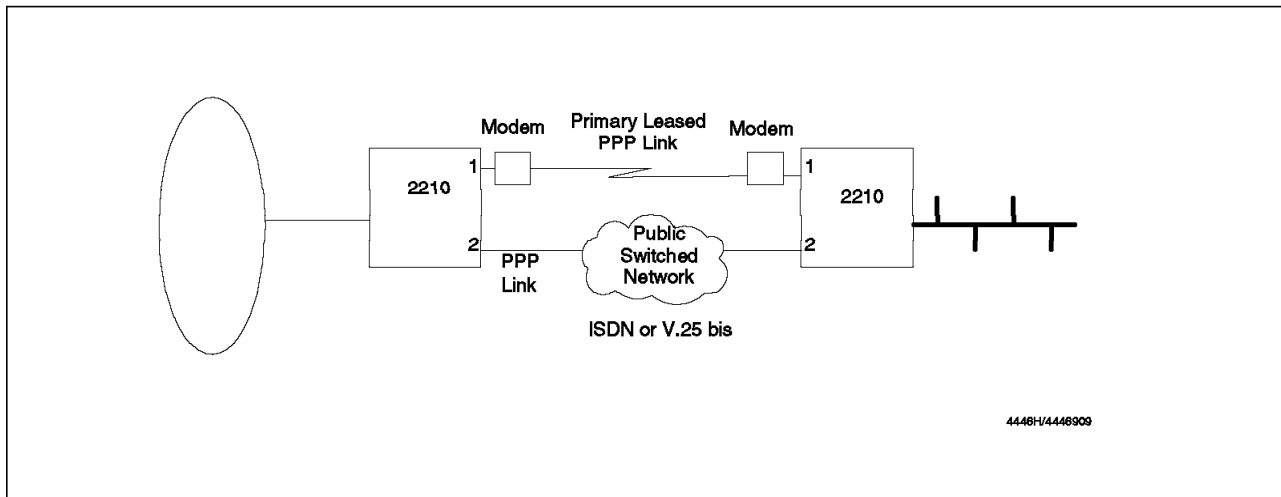 Modem
Primary Leased
PPP Link
Modem
1
1
2210
2210
2
2
PPP
Link
Public
Switched
Network
ISDN or V.25 bis
4446H/4446909